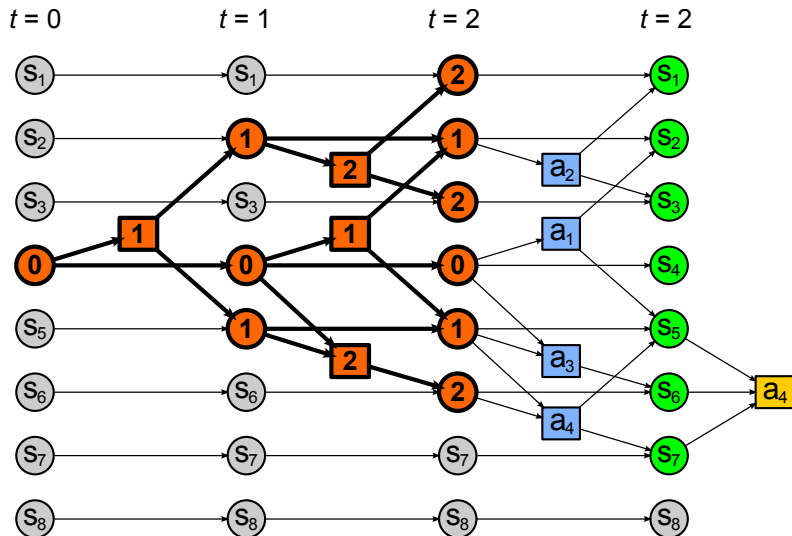 t = 0 t = 1 t = 2 t = 2
s1 s1 2 s1
s2 1 1 s2
2 a2
s3 s3 2 s3
1 1 a1
0 0 0 s4
s5 1 1 s5
2 a3
s6 s6 2 s6 a4
a4
s7 s7 s7 s7
s8 s8 s8 s8